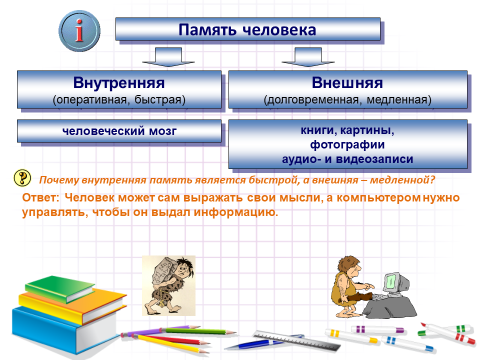 i
Память человека
Внутренняя
(оперативная, быстрая)
Внешняя
(долговременная, медленная)
человеческий мозг
книги, картины,
фотографии
аудио- и видеозаписи
? Почему внутренняя память является быстрой, а внешняя – медленной?
Ответ: Человек может сам выражать свои мысли, а компьютером нужно
управлять, чтобы он выдал информацию.